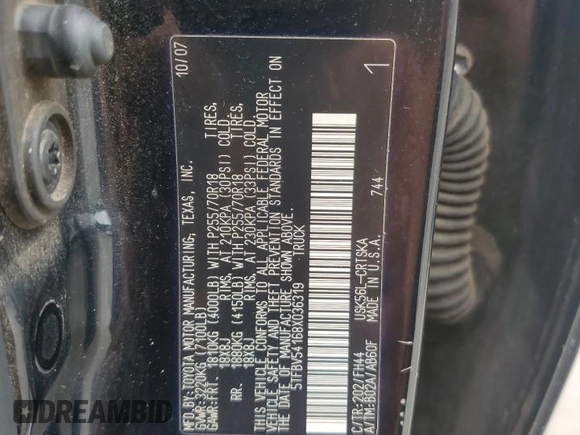 MFD. BY: TOYOTA MOTOR MANUFACTURING, TEXAS, INC. 10/07
GVWR: 3220KG (7100LB)
GAWR: FRT. 1810KG (4000LB) WITH P255/70R18 TIRES,
18X8J RIMS, AT 210KPA (30PSI) COLD.
RR. 1880KG (4150LB) WITH P255/70R18 TIRES,
18X8J RIMS, AT 230KPA (33PSI) COLD.
THIS VEHICLE CONFORMS TO ALL APPLICABLE FEDERAL MOTOR
VEHICLE SAFETY AND THEFT PREVENTION STANDARDS IN EFFECT ON
THE DATE OF MANUFACTURE SHOWN ABOVE.
5TFBV54168X036319 TRUCK
744 1
C/TR: 202/FH44 USK56L-CRTSKA
A/TM: B02A/AB60F MADE IN U.S.A.
AutoBidMaster
AutoBidMaster